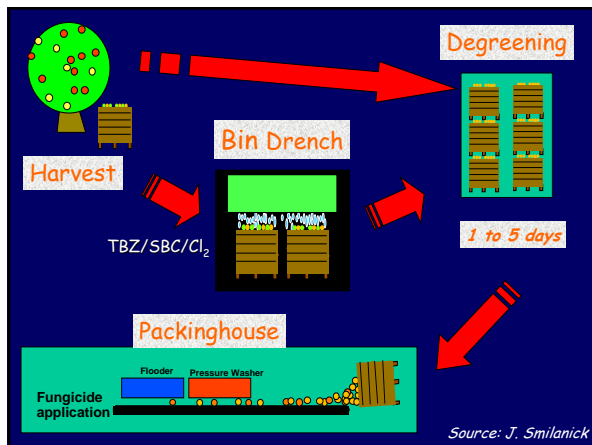 Degreening
Bin Drench
Harvest
TBZ/SBC/Cl₂
1 to 5 days
Packinghouse
Flooder
Pressure Washer
Fungicide
application
Source: J. Smilanick